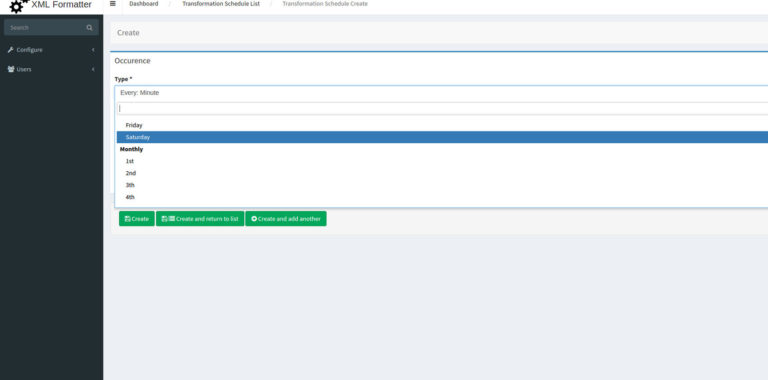 XML Formatter
Dashboard / Transformation Schedule List / Transformation Schedule Create
Search
Configure
Users
Create
Occurence
Type *
Every: Minute
Friday
Saturday
Monthly
1st
2nd
3th
4th
Create
Create and return to list
Create and add another